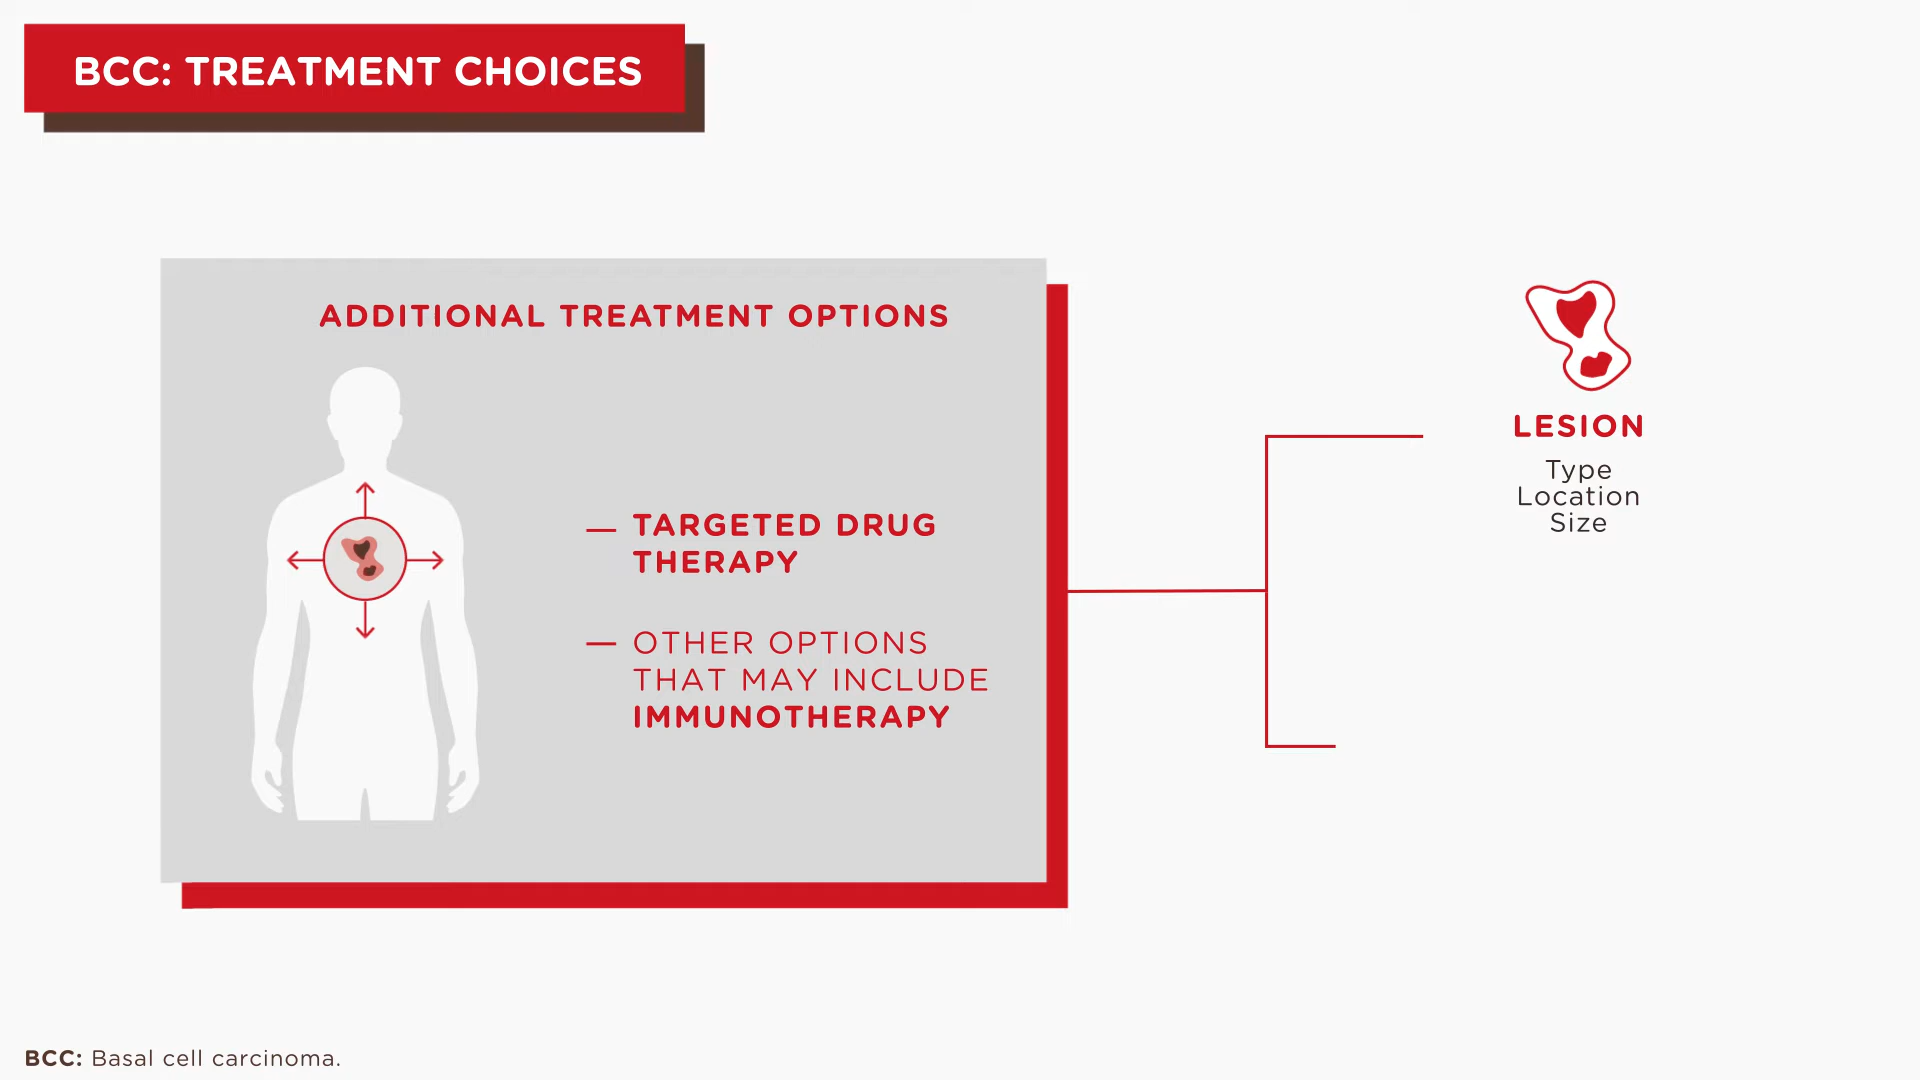 BCC: TREATMENT CHOICES
ADDITIONAL TREATMENT OPTIONS
— TARGETED DRUG
THERAPY
— OTHER OPTIONS
THAT MAY INCLUDE
IMMUNOTHERAPY
LESION
Type
Location
Size
BCC: Basal cell carcinoma.